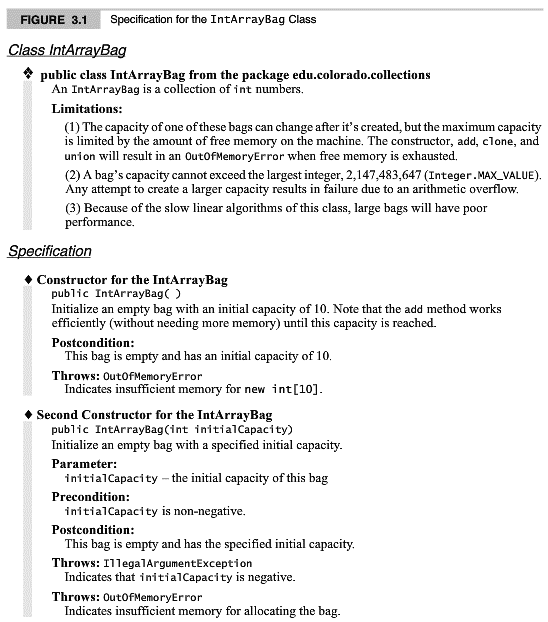 FIGURE 3.1 Specification for the IntArrayBag Class
Class IntArrayBag
❖ public class IntArrayBag from the package edu.colorado.collections
An IntArrayBag is a collection of int numbers.
Limitations:
(1) The capacity of one of these bags can change after it's created, but the maximum capacity
is limited by the amount of free memory on the machine. The constructor, add, clone, and
union will result in an OutOfMemoryError when free memory is exhausted.
(2) A bag's capacity cannot exceed the largest integer, 2,147,483,647 (Integer.MAX_VALUE).
Any attempt to create a larger capacity results in failure due to an arithmetic overflow.
(3) Because of the slow linear algorithms of this class, large bags will have poor
performance.
Specification
♦ Constructor for the IntArrayBag
public IntArrayBag( )
Initialize an empty bag with an initial capacity of 10. Note that the add method works
efficiently (without needing more memory) until this capacity is reached.
Postcondition:
This bag is empty and has an initial capacity of 10.
Throws: OutOfMemoryError
Indicates insufficient memory for new int[10].
♦ Second Constructor for the IntArrayBag
public IntArrayBag(int initialCapacity)
Initialize an empty bag with a specified initial capacity.
Parameter:
initialCapacity – the initial capacity of this bag
Precondition:
initialCapacity is non-negative.
Postcondition:
This bag is empty and has the specified initial capacity.
Throws: IllegalArgumentException
Indicates that initialCapacity is negative.
Throws: OutOfMemoryError
Indicates insufficient memory for allocating the bag.